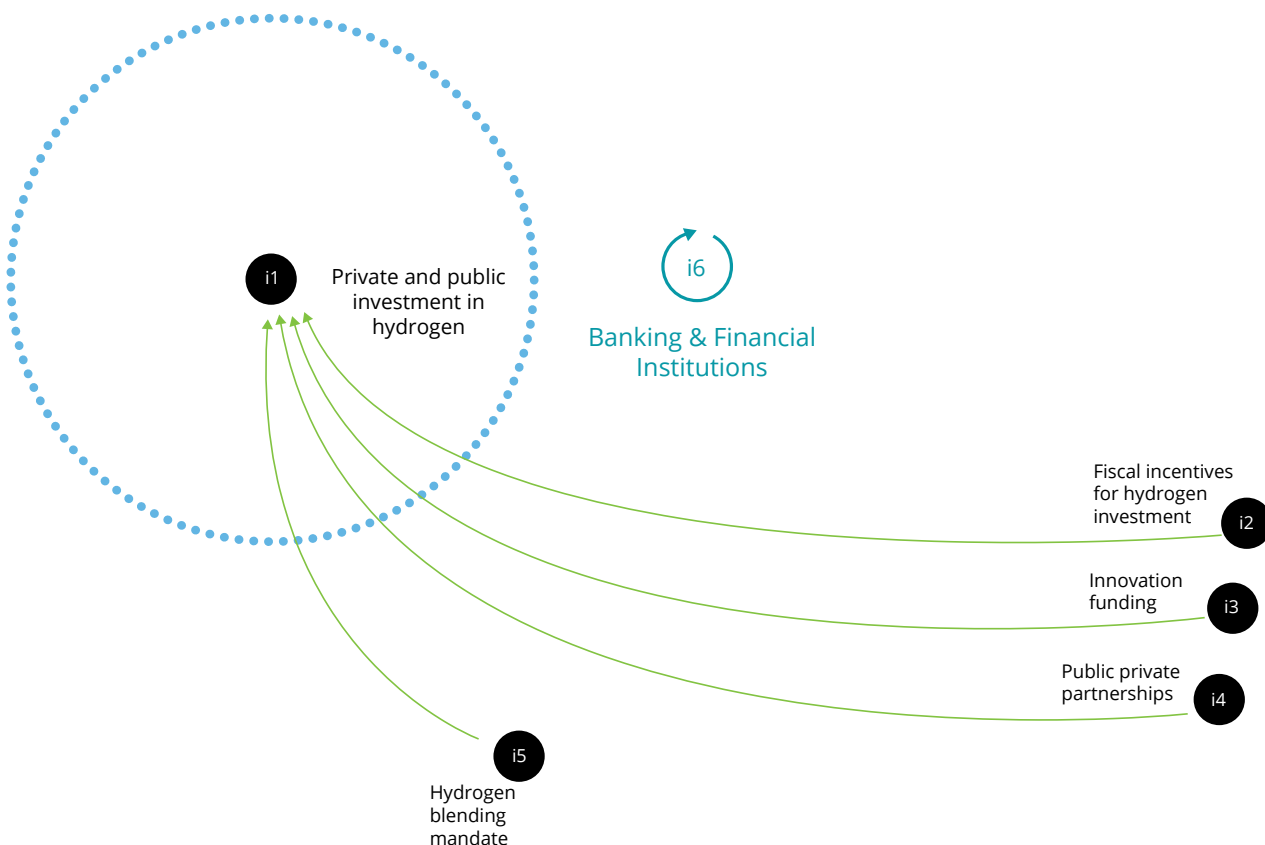 i1
Private and public
investment in
hydrogen
i6
Banking & Financial
Institutions
Fiscal incentives
for hydrogen
investment
i2
Innovation
funding
i3
Public private
partnerships
i4
i5
Hydrogen
blending
mandate